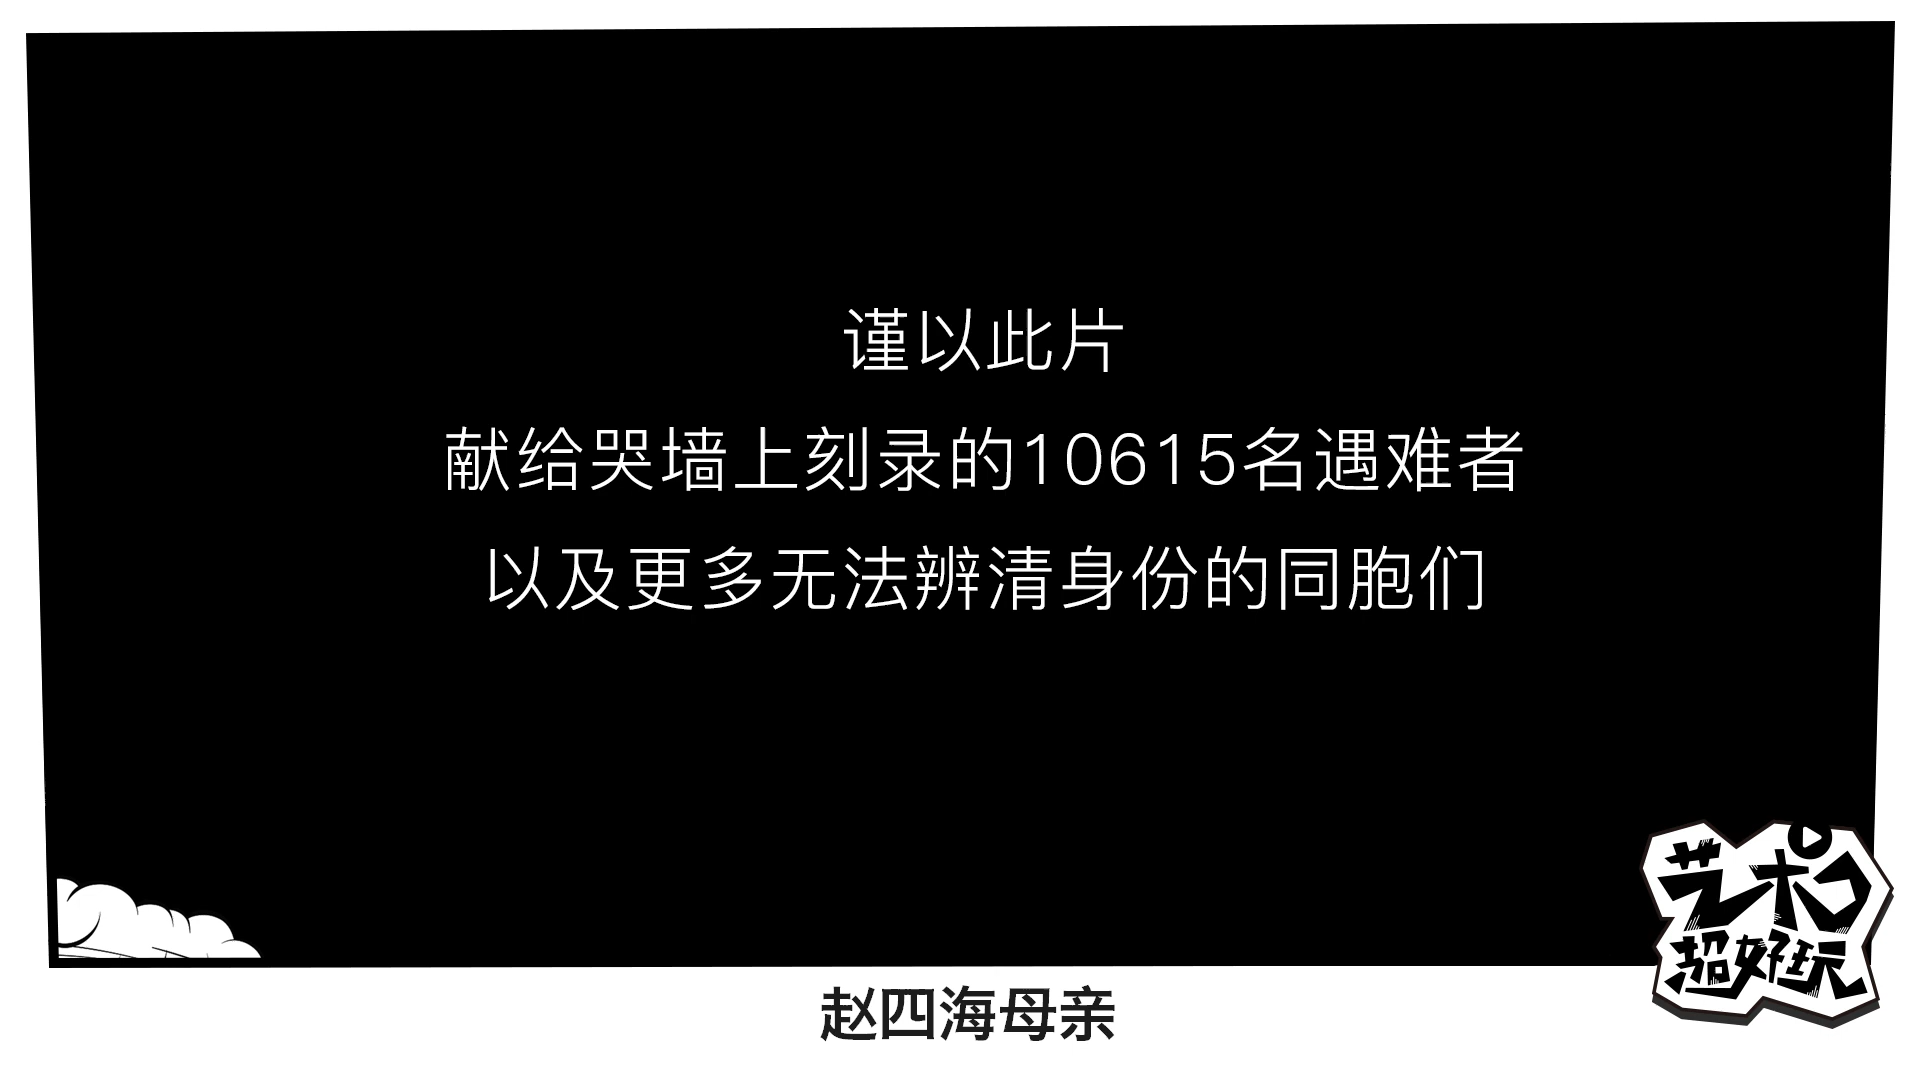 谨以此片
献给哭墙上刻录的10615名遇难者
以及更多无法辨清身份的同胞们
艺术
超好玩
赵四海母亲